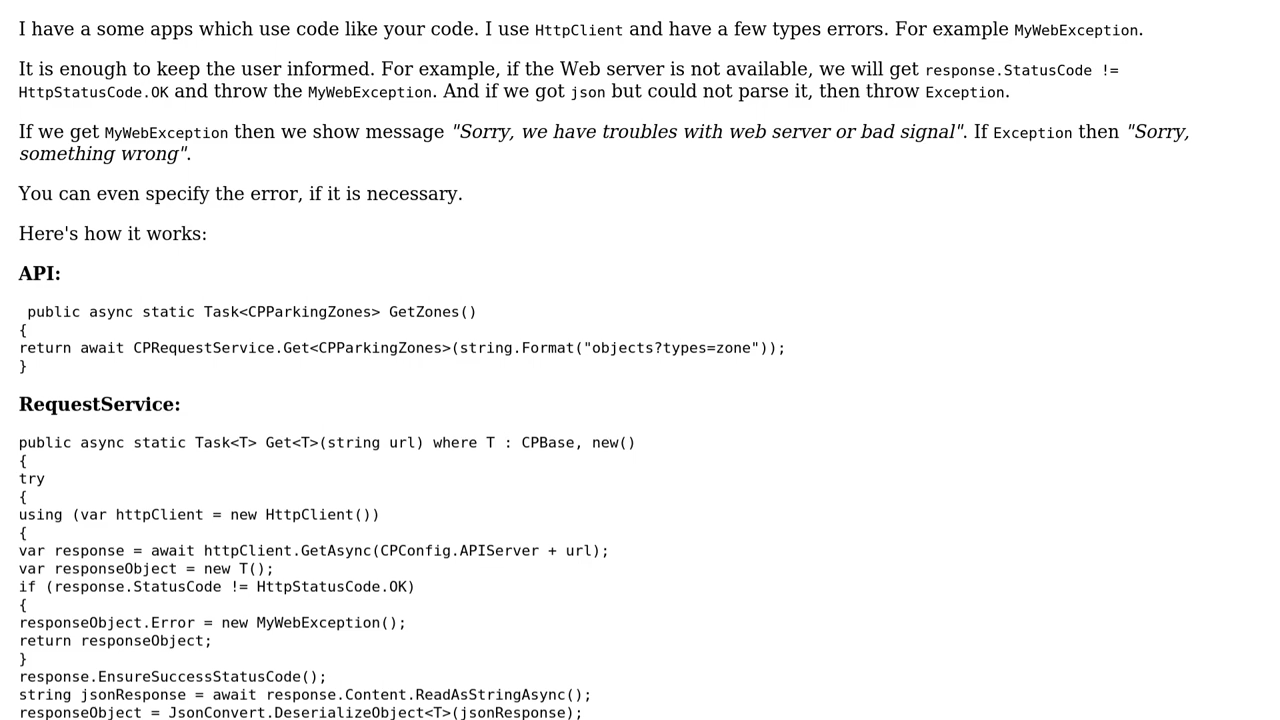 I have a some apps which use code like your code. I use HttpClient and have a few types errors. For example MyWebException.
It is enough to keep the user informed. For example, if the Web server is not available, we will get response.StatusCode !=
HttpStatusCode.OK and throw the MyWebException. And if we got json but could not parse it, then throw Exception.
If we get MyWebException then we show message "Sorry, we have troubles with web server or bad signal". If Exception then "Sorry,
something wrong".
You can even specify the error, if it is necessary.
Here's how it works:
API:
public async static Task<CPParkingZones> GetZones()
{
return await CPRequestService.Get<CPParkingZones>(string.Format("objects?types=zone"));
}
RequestService:
public async static Task<T> Get<T>(string url) where T : CPBase, new()
{
try
{
using (var httpClient = new HttpClient())
{
var response = await httpClient.GetAsync(CPConfig.APIServer + url);
var responseObject = new T();
if (response.StatusCode != HttpStatusCode.OK)
{
responseObject.Error = new MyWebException();
return responseObject;
}
response.EnsureSuccessStatusCode();
string jsonResponse = await response.Content.ReadAsStringAsync();
responseObject = JsonConvert.DeserializeObject<T>(jsonResponse);